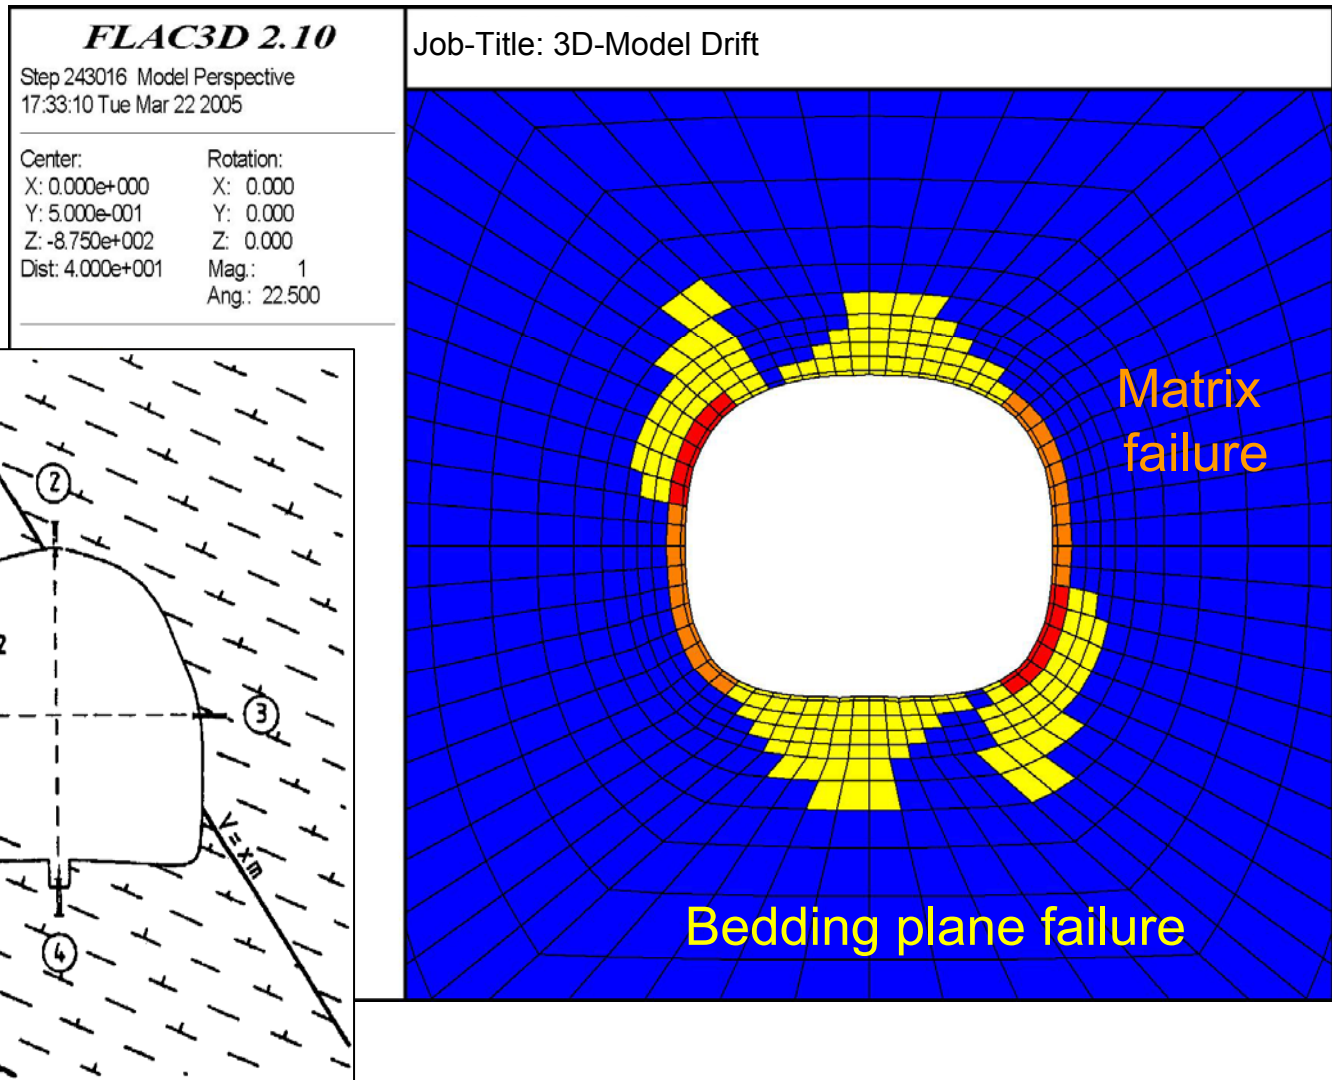 FLAC3D 2.10
Step 243016 Model Perspective
17:33:10 Tue Mar 22 2005
Center:
X: 0.000e+000
Y: 5.000e-001
Z: -8.750e+002
Dist: 4.000e+001
Rotation:
X: 0.000
Y: 0.000
Z: 0.000
Mag.: 1
Ang.: 22.500
Job-Title: 3D-Model Drift
Matrix
failure
Bedding plane failure
2
2
3
V = xm
4